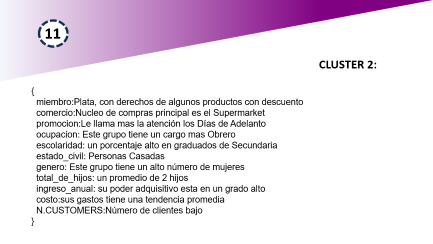 11
CLUSTER 2:
{
miembro:Plata, con derechos de algunos productos con descuento
comercio:Nucleo de compras principal es el Supermarket
promocion:Le llama mas la atención los Días de Adelanto
ocupacion: Este grupo tiene un cargo mas Obrero
escolaridad: un porcentaje alto en graduados de Secundaria
estado_civil: Personas Casadas
genero: Este grupo tiene un alto número de mujeres
total_de_hijos: un promedio de 2 hijos
ingreso_anual: su poder adquisitivo esta en un grado alto
costo:sus gastos tiene una tendencia promedia
N.CUSTOMERS:Número de clientes bajo
}